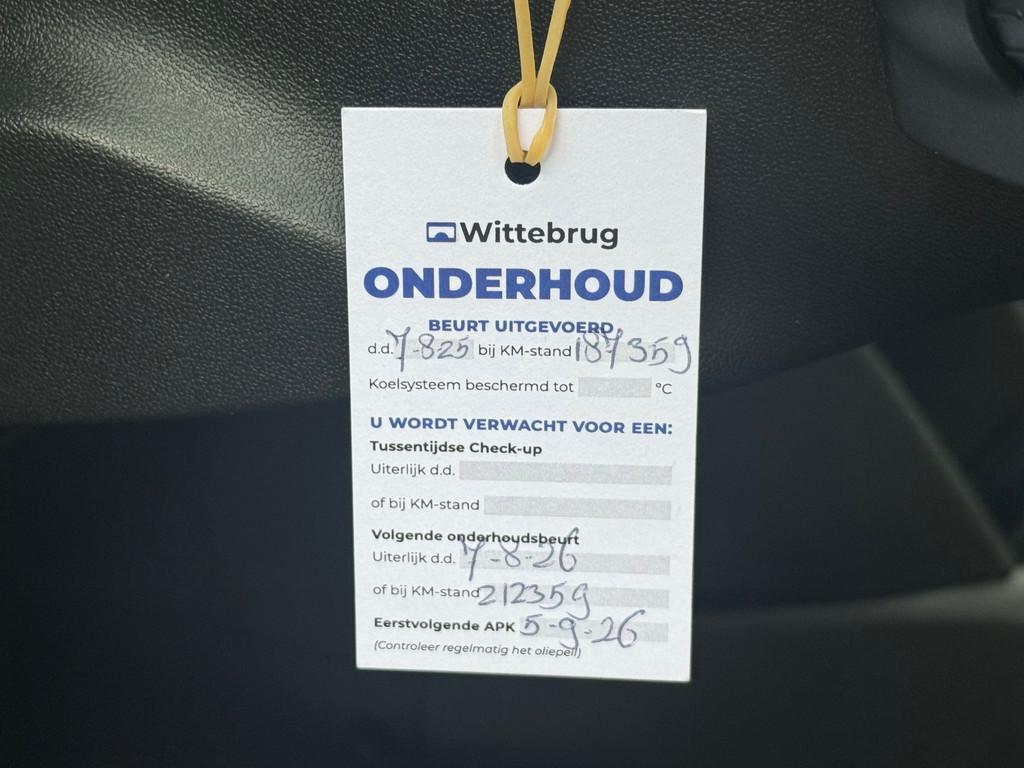 Wittebrug
ONDERHOUD
BEURT UITGEVOERD
d.d. 7-825 bij KM-stand 187359
Koelsysteem beschermd tot °C
U WORDT VERWACHT VOOR EEN:
Tussentijdse Check-up
Uiterlijk d.d.
of bij KM-stand
Volgende onderhoudsbeurt
Uiterlijk d.d. 7-8-26
of bij KM-stand 212359
Eerstvolgende APK 5-9-26
(Controleer regelmatig het oliepeil)